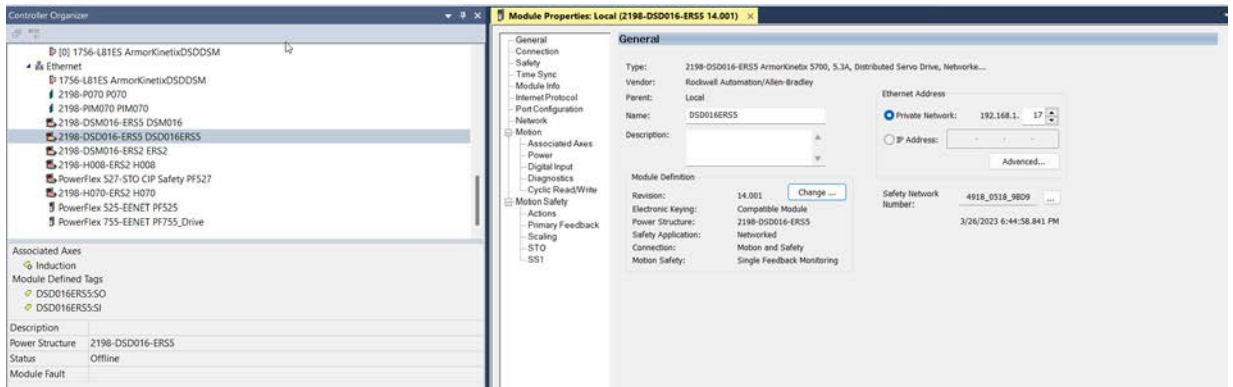 Controller Organizer
[0] 1756-L81ES ArmorKinetixDSDDSM
Ethernet
1756-L81ES ArmorKinetixDSDDSM
2198-P070 P070
2198-PIM070 PIM070
2198-DSM016-ERS5 DSM016
2198-DSD016-ERS5 DSD016ERS5
2198-DSM016-ERS2 ERS2
2198-H008-ERS2 H008
PowerFlex 527-STO CIP Safety PF527
2198-H070-ERS2 H070
PowerFlex 525-EENET PF525
PowerFlex 755-EENET PF755_Drive
Associated Axes
Induction
Module Defined Tags
DSD016ERS5:SO
DSD016ERS5:SI
Description
Power Structure 2198-DSD016-ERS5
Status Offline
Module Fault
Module Properties: Local (2198-DSD016-ERS5 14.001)
General
Connection
Safety
Time Sync
Module Info
Internet Protocol
Port Configuration
Network
Motion
Associated Axes
Power
Digital Input
Diagnostics
Cyclic Read/Write
Motion Safety
Actions
Primary Feedback
Scaling
STO
SS1
General
Type: 2198-DSD016-ERS5 ArmorKinetix 5700, 5.3A, Distributed Servo Drive, Networke...
Vendor: Rockwell Automation/Allen-Bradley
Parent: Local
Name: DSD016ERS5
Description:
Module Definition
Revision: 14.001 Change ...
Electronic Keying: Compatible Module
Power Structure: 2198-DSD016-ERS5
Safety Application: Networked
Connection: Motion and Safety
Motion Safety: Single Feedback Monitoring
Ethernet Address
Private Network: 192.168.1. 17
IP Address: . . .
Advanced...
Safety Network
Number: 4918_0518_9BD9 ...
3/26/2023 6:44:58.841 PM